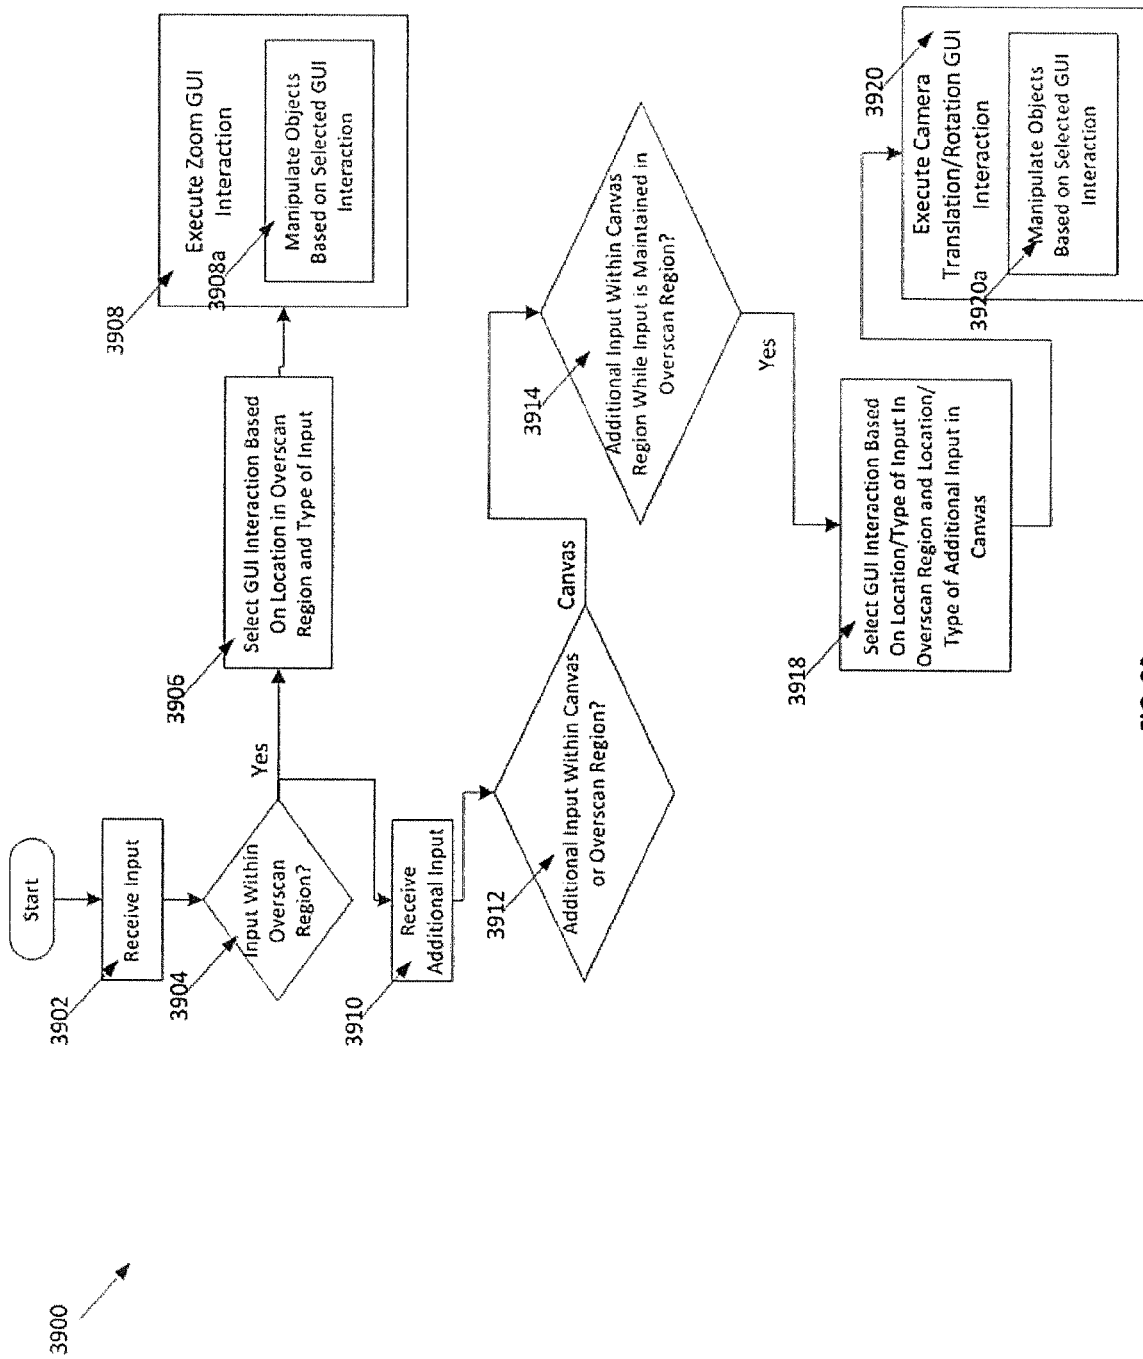 3900
Start
3902
Receive Input
3904
Input Within
Overscan
Region?
Yes
3906
Select GUI Interaction Based
On Location in Overscan
Region and Type of Input
3908
Execute Zoom GUI
Interaction
3908a
Manipulate Objects
Based on Selected GUI
Interaction
3910
Receive
Additional Input
3912
Additional Input Within Canvas
or Overscan Region?
Canvas
3914
Additional Input Within Canvas
Region While Input is Maintained in
Overscan Region?
Yes
3918
Select GUI Interaction Based
On Location/Type of Input In
Overscan Region and Location/
Type of Additional Input in
Canvas
3920
Execute Camera
Translation/Rotation GUI
Interaction
3920a
Manipulate Objects
Based on Selected GUI
Interaction